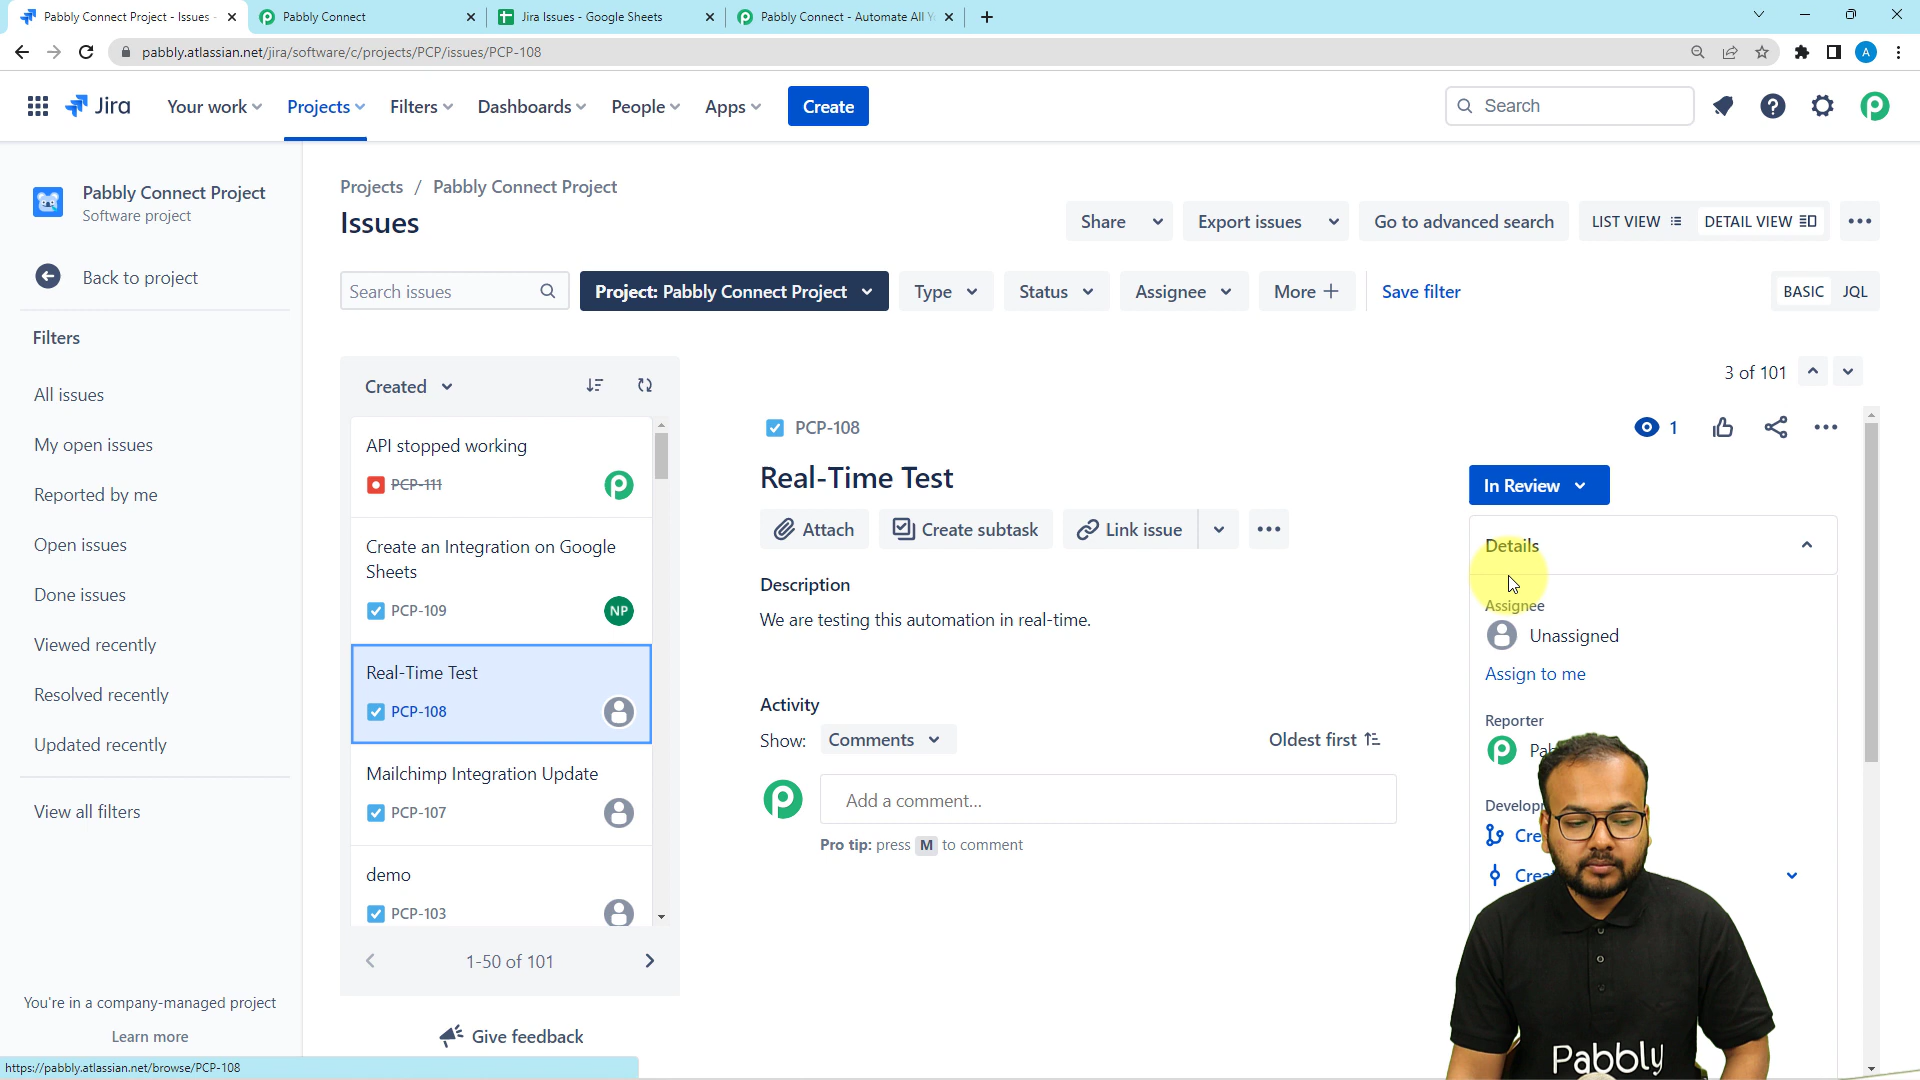 Pabbly Connect Project - Issues
Pabbly Connect
Jira Issues - Google Sheets
Pabbly Connect - Automate All
pabbly.atlassian.net/jira/software/c/projects/PCP/issues/PCP-108
A
Jira
Your work
Projects
Filters
Dashboards
People
Apps
Create
Search
Pabbly Connect Project
Software project
Back to project
Filters
All issues
My open issues
Reported by me
Open issues
Done issues
Viewed recently
Resolved recently
Updated recently
View all filters
You're in a company-managed project
Learn more
Projects / Pabbly Connect Project
Issues
Share
Export issues
Go to advanced search
LIST VIEW
DETAIL VIEW
Search issues
Project: Pabbly Connect Project
Type
Status
Assignee
More
Save filter
BASIC
JQL
Created
API stopped working
PCP-111
Create an Integration on Google
Sheets
PCP-109
NP
Real-Time Test
PCP-108
Mailchimp Integration Update
PCP-107
demo
PCP-103
1-50 of 101
Give feedback
3 of 101
PCP-108
1
Real-Time Test
Attach
Create subtask
Link issue
Description
We are testing this automation in real-time.
Activity
Show:
Comments
Oldest first
Add a comment...
Pro tip: press M to comment
In Review
Details
Assignee
Unassigned
Assign to me
Reporter
Pabbly
https://pabbly.atlassian.net/browse/PCP-108